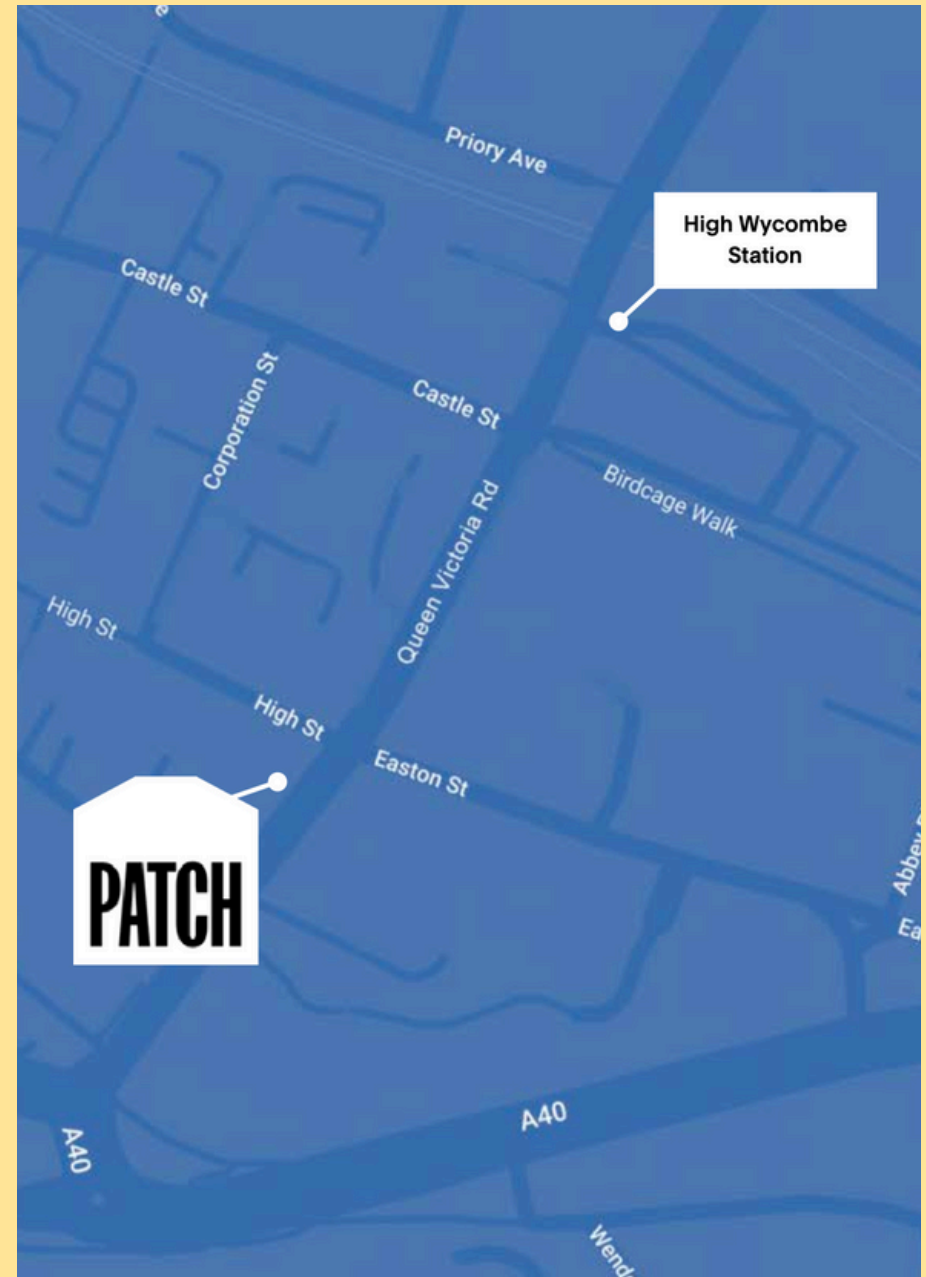 Priory Ave
High Wycombe
Station
Castle St
Castle St
Corporation St
Birdcage Walk
Queen Victoria Rd
High St
High St
Easton St
PATCH
Abbey
A40
A40